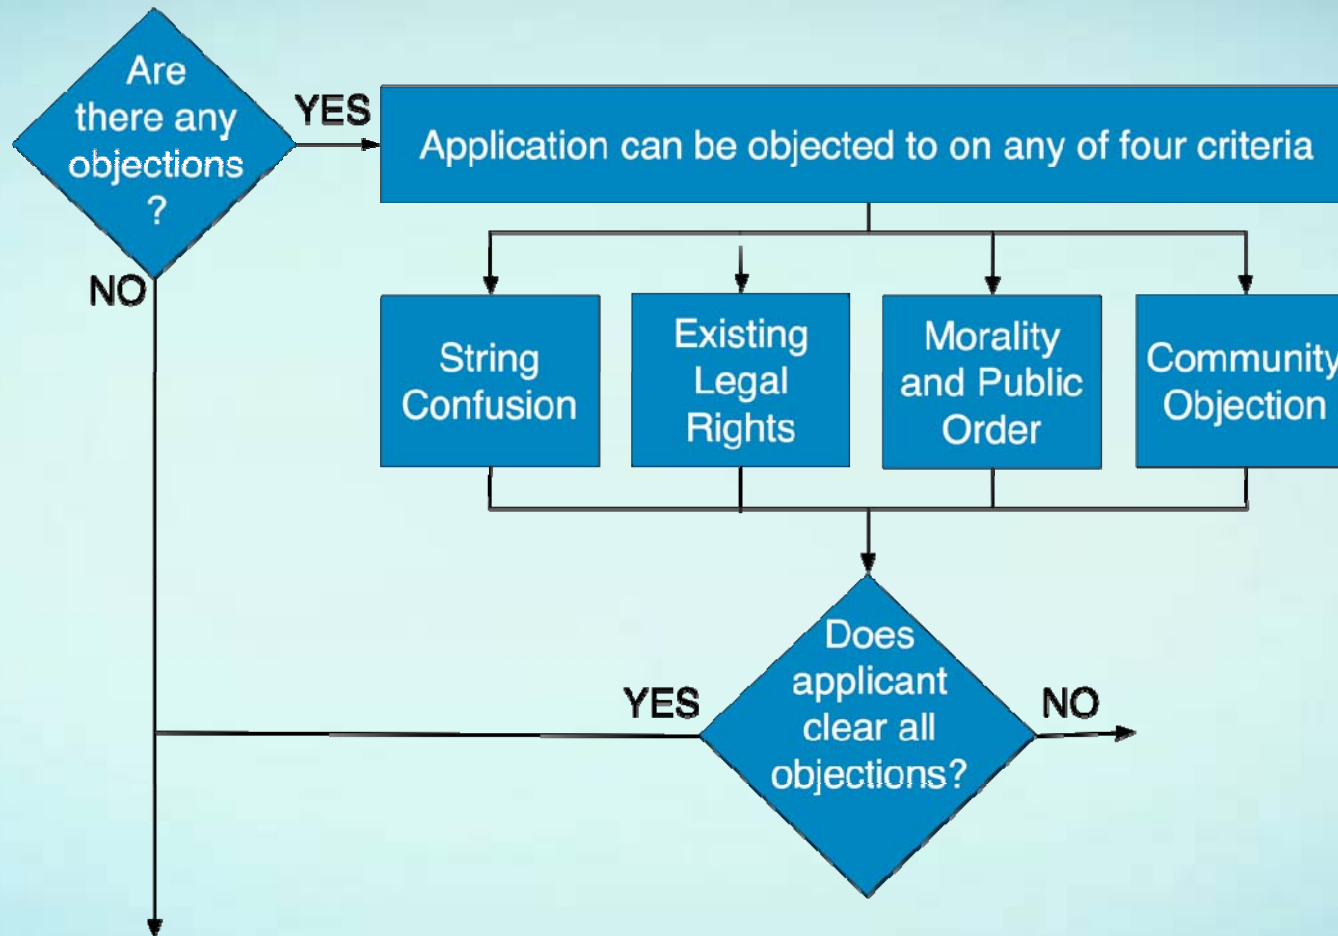 Are
there any
objections
?
YES
Application can be objected to on any of four criteria
NO
String
Confusion
Existing
Legal
Rights
Morality
and Public
Order
Community
Objection
Does
applicant
clear all
objections?
YES
NO